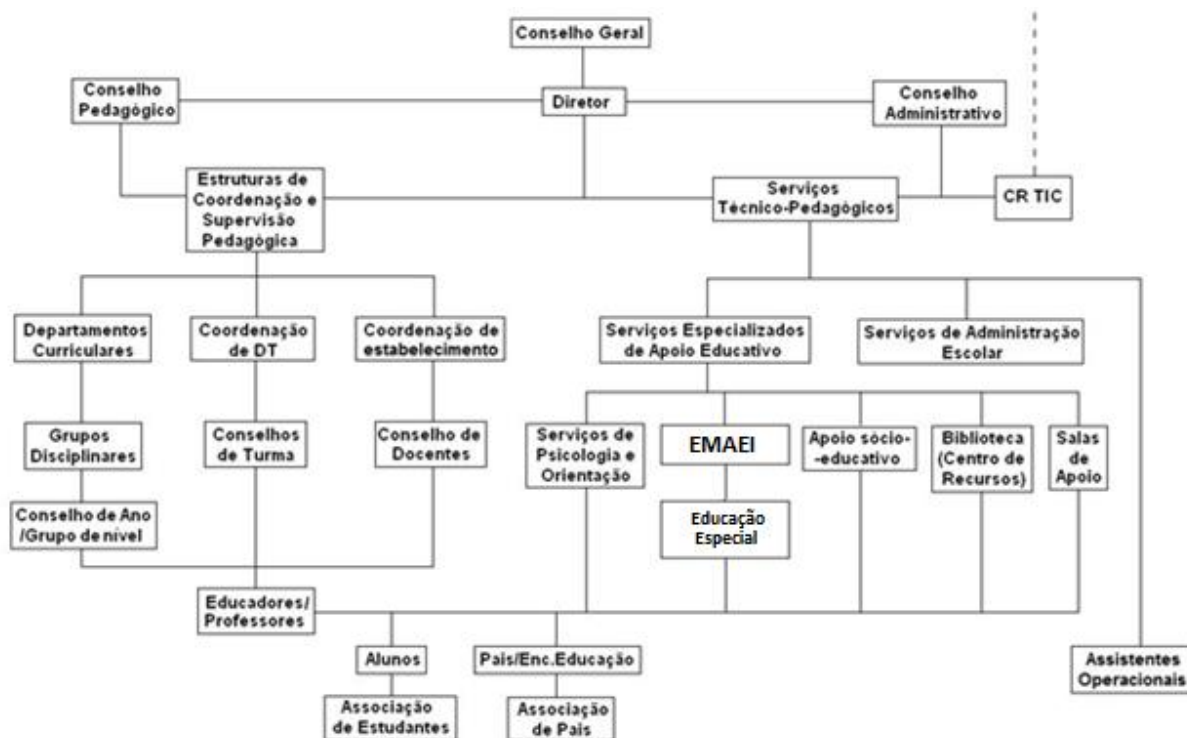 Conselho Geral
Conselho
Pedagógico
Diretor
Conselho
Administrativo
Estruturas de
Coordenação e
Supervisão
Pedagógica
Serviços
Técnico-Pedagógicos
CR TIC
Departamentos
Curriculares
Coordenação
de DT
Coordenação de
estabelecimento
Serviços Especializados
de Apoio Educativo
Serviços de Administração
Escolar
Grupos
Disciplinares
Conselhos
de Turma
Conselho de
Docentes
Serviços de
Psicologia e
Orientação
EMAEI
Apoio sócio-
-educativo
Biblioteca
(Centro de
Recursos)
Salas
de
Apoio
Conselho de Ano
/Grupo de nível
Educação
Especial
Educadores/
Professores
Alunos
Pais/Enc.Educação
Assistentes
Operacionais
Associação
de Estudantes
Associação
de Pais